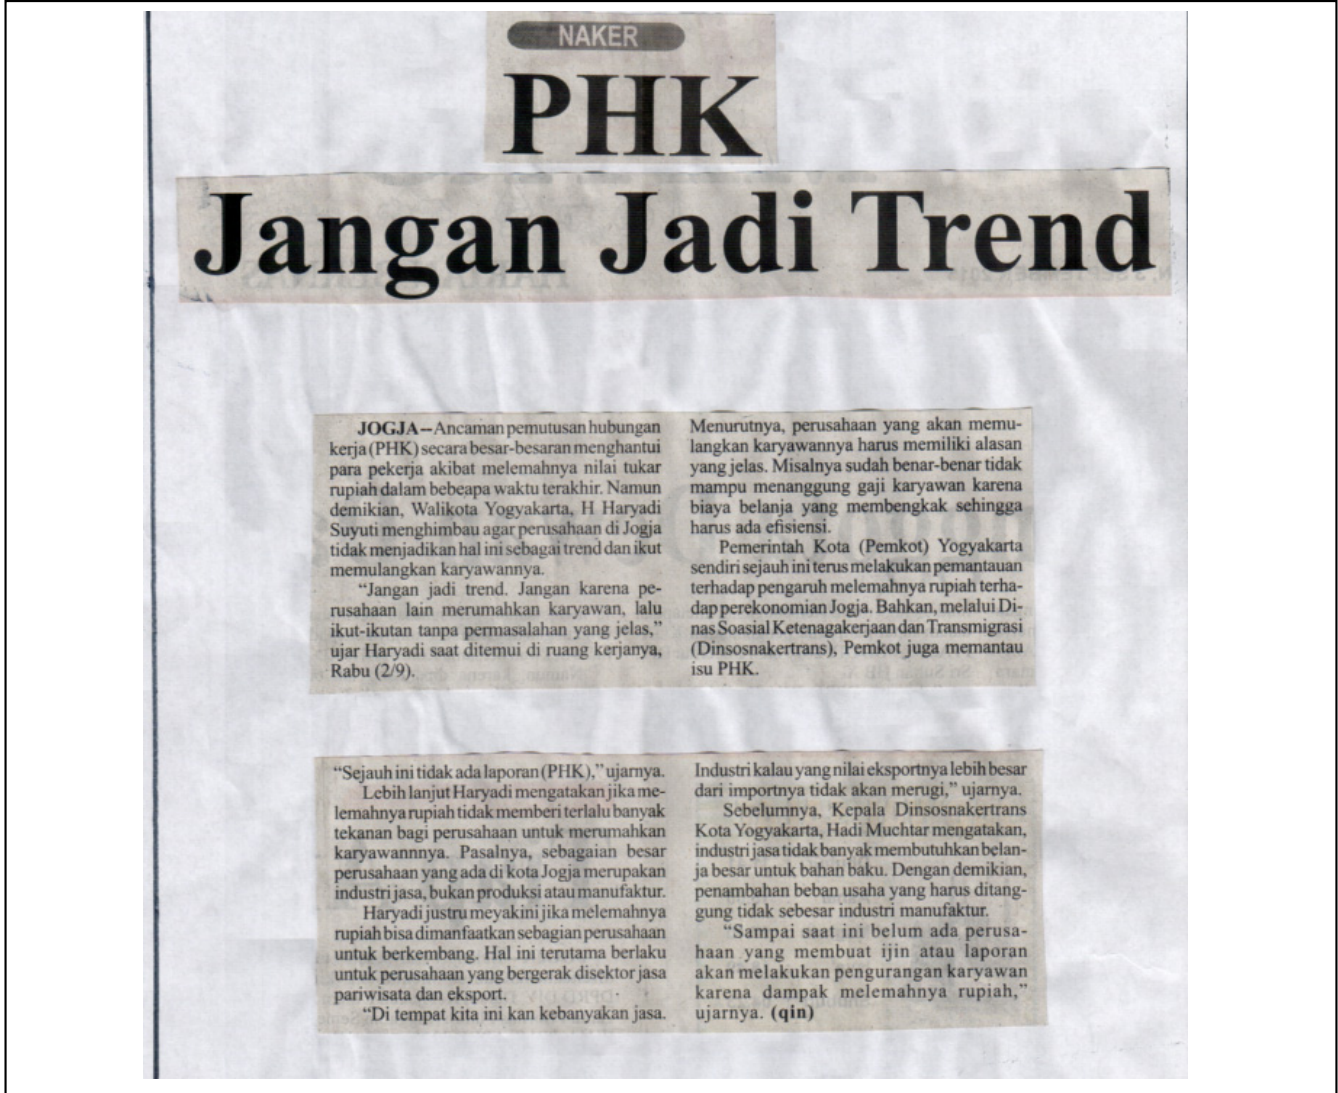 NAKER
PHK
Jangan Jadi Trend
JOGJA–Ancaman pemutusan hubungan
kerja (PHK) secara besar-besaran menghantui
para pekerja akibat melemahnya nilai tukar
rupiah dalam bebeapa waktu terakhir. Namun
demikian, Walikota Yogyakarta, H Haryadi
Suyuti menghimbau agar perusahaan di Jogja
tidak menjadikan hal ini sebagai trend dan ikut
memulangkan karyawannya.
“Jangan jadi trend. Jangan karena pe-
rusahaan lain merumahkan karyawan, lalu
ikut-ikutan tanpa permasalahan yang jelas,”
ujar Haryadi saat ditemui di ruang kerjanya,
Rabu (2/9).
Menurutnya, perusahaan yang akan memu-
langkan karyawannya harus memiliki alasan
yang jelas. Misalnya sudah benar-benar tidak
mampu menanggung gaji karyawan karena
biaya belanja yang membengkak sehingga
harus ada efisiensi.
Pemerintah Kota (Pemkot) Yogyakarta
sendiri sejauh ini terus melakukan pemantauan
terhadap pengaruh melemahnya rupiah terha-
dap perekonomian Jogja. Bahkan, melalui Di-
nas Soasial Ketenagakerjaan dan Transmigrasi
(Dinsosnakertrans), Pemkot juga memantau
isu PHK.
“Sejauh ini tidak ada laporan (PHK),” ujarnya.
Lebih lanjut Haryadi mengatakan jika me-
lemahnya rupiah tidak memberi terlalu banyak
tekanan bagi perusahaan untuk merumahkan
karyawannnya. Pasalnya, sebagaian besar
perusahaan yang ada di kota Jogja merupakan
industri jasa, bukan produksi atau manufaktur.
Haryadi justru meyakini jika melemahnya
rupiah bisa dimanfaatkan sebagian perusahaan
untuk berkembang. Hal ini terutama berlaku
untuk perusahaan yang bergerak disektor jasa
pariwisata dan eksport.
“Di tempat kita ini kan kebanyakan jasa.
Industri kalau yang nilai eksportnya lebih besar
dari importnya tidak akan merugi,” ujarnya.
Sebelumnya, Kepala Dinsosnakertrans
Kota Yogyakarta, Hadi Muchtar mengatakan,
industri jasa tidak banyak membutuhkan belan-
ja besar untuk bahan baku. Dengan demikian,
penambahan beban usaha yang harus ditang-
gung tidak sebesar industri manufaktur.
“Sampai saat ini belum ada perusa-
haan yang membuat ijin atau laporan
akan melakukan pengurangan karyawan
karena dampak melemahnya rupiah,”
ujarnya. (qin)